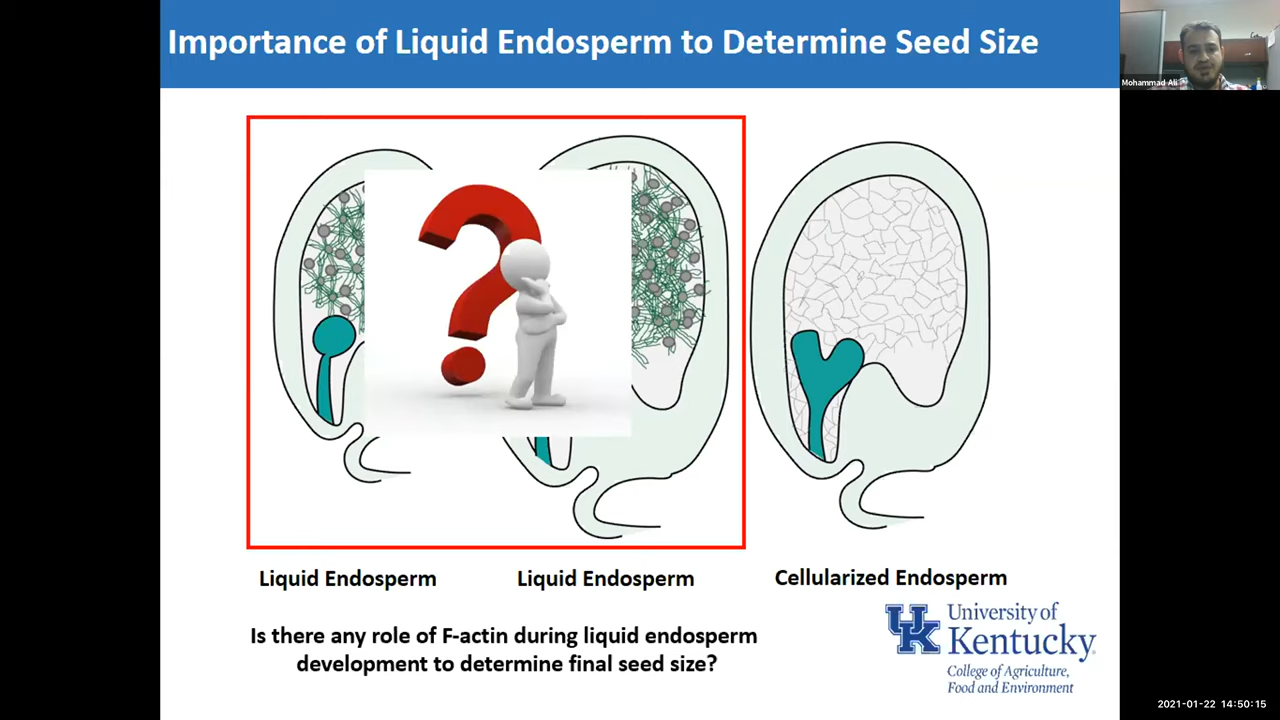 Importance of Liquid Endosperm to Determine Seed Size
Mohammad Ali
Liquid Endosperm
Liquid Endosperm
Cellularized Endosperm
Is there any role of F-actin during liquid endosperm
development to determine final seed size?
UK
University of
Kentucky
College of Agriculture,
Food and Environment
2021-01-22 14:50:15